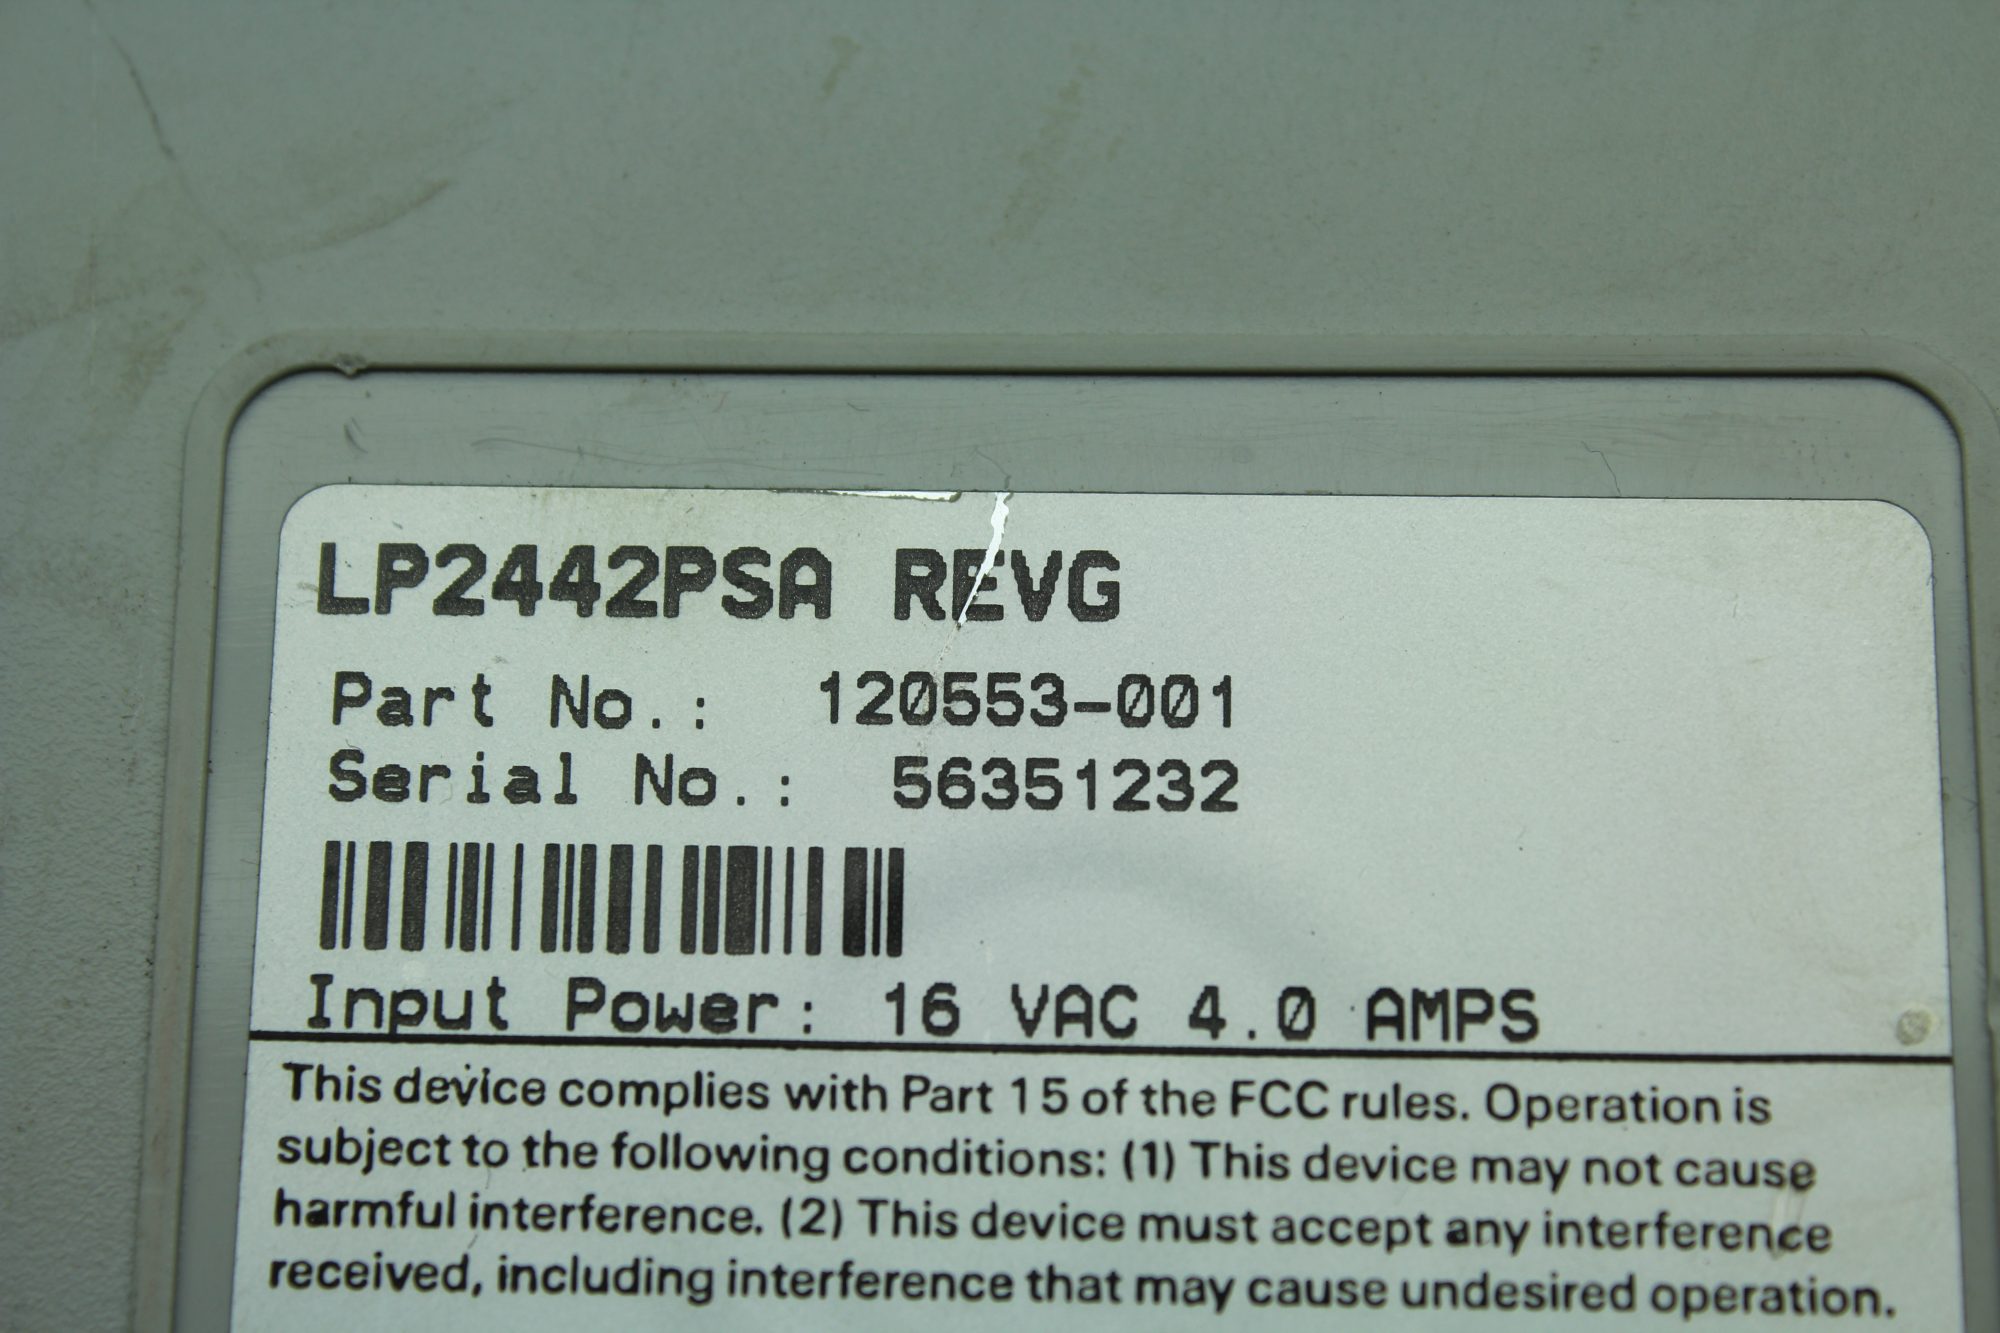 LP2442PSA REVG
Part No.: 120553-001
Serial No.: 56351232
Input Power: 16 VAC 4.0 AMPS
This device complies with Part 15 of the FCC rules. Operation is
subject to the following conditions: (1) This device may not cause
harmful interference. (2) This device must accept any interference
received, including interference that may cause undesired operation.